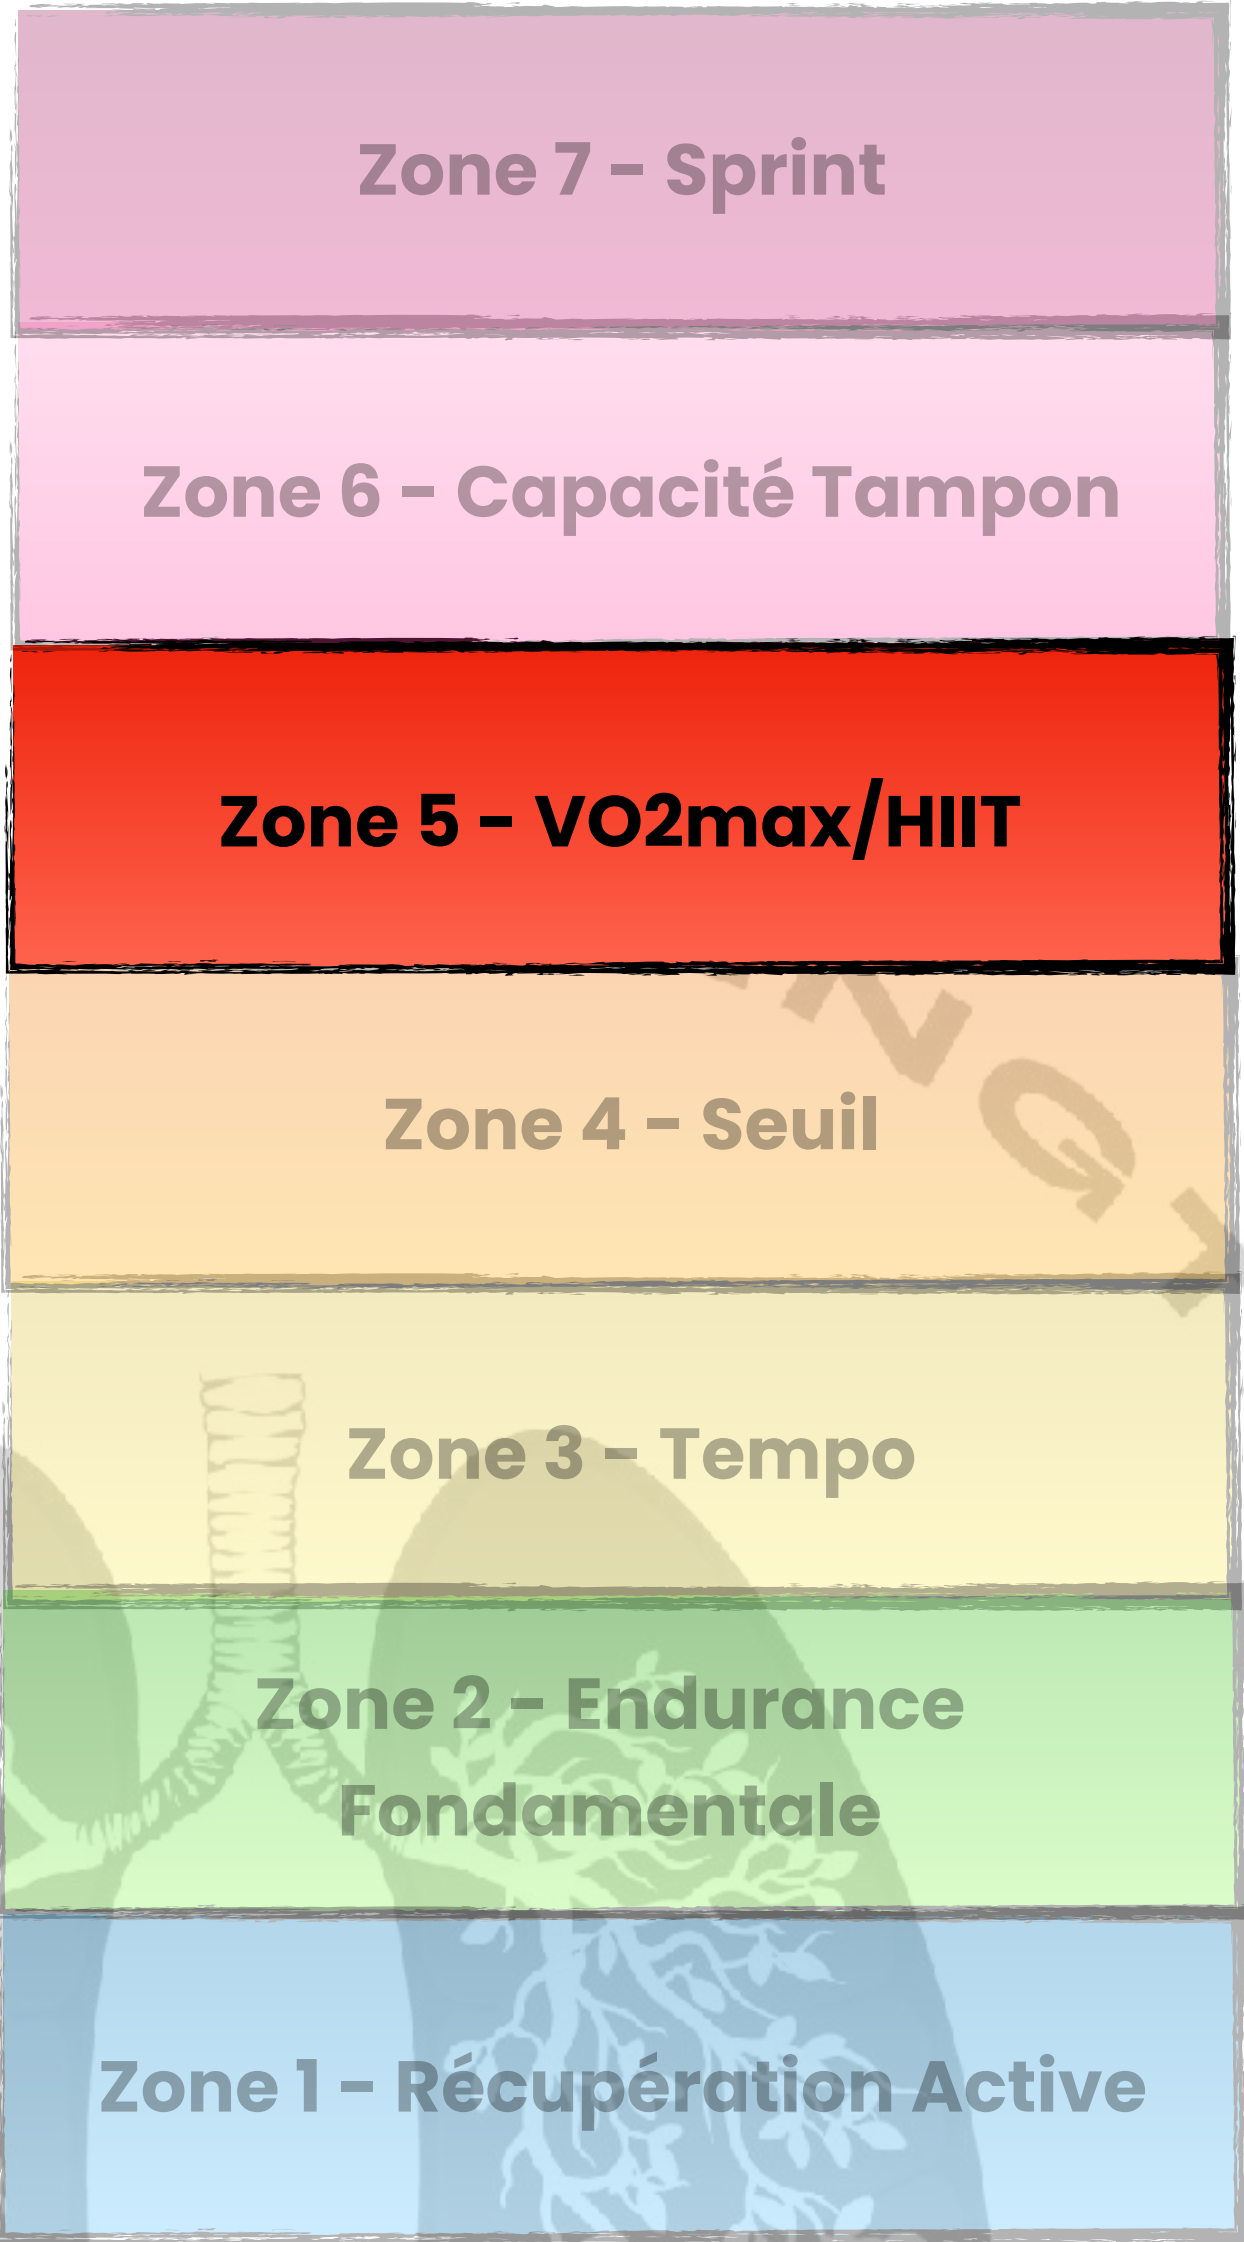 Zone 7 - Sprint
Zone 6 - Capacité Tampon
Zone 5 - VO2max/HIIT
Zone 4 - Seuil
Zone 3 - Tempo
Zone 2 - Endurance
Fondamentale
Zone 1 - Récupération Active